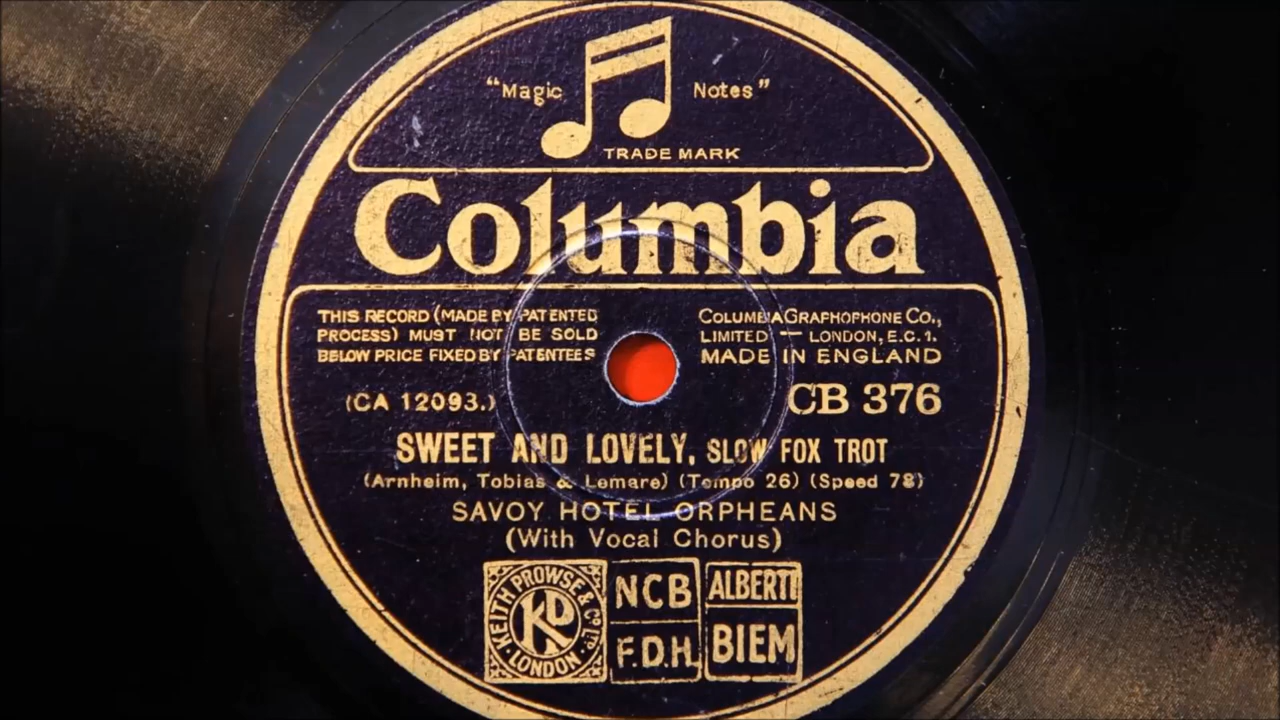 “Magic Notes”
TRADE MARK
Columbia
THIS RECORD (MADE BY PATENTED
PROCESS) MUST NOT BE SOLD
BELOW PRICE FIXED BY PATENTEES
COLUMBIA GRAPHOPHONE CO.,
LIMITED — LONDON, E.C.1.
MADE IN ENGLAND
(CA 12093.)
CB 376
SWEET AND LOVELY, SLOW FOX TROT
(Arnheim, Tobias & Lemare) (Tempo 26) (Speed 78)
SAVOY HOTEL ORPHEANS
(With Vocal Chorus)
KEITH PROWSE & CO LTD.
KP
LONDON
NCB
F.D.H.
ALBERTI
BIEM